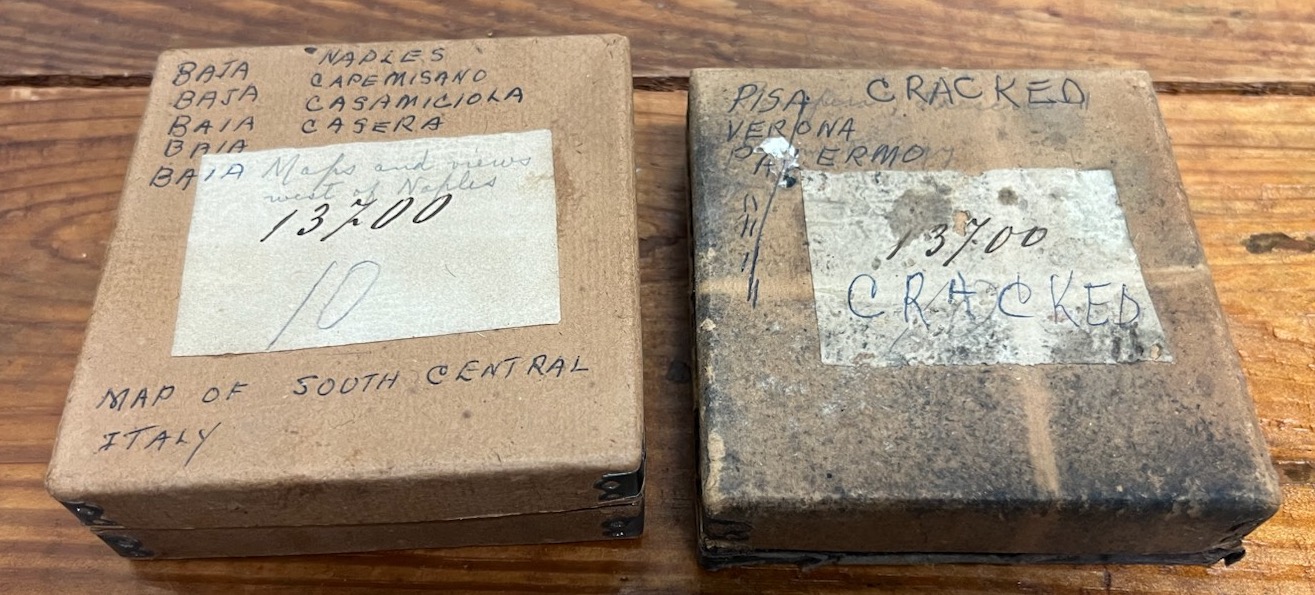 BAJA NAPLES
BAJA CAPEMISANO
BAIA CASAMICIOLA
BAIA CASERA
BAIA
Maps and views
west of Naples
13700
10
MAP OF SOUTH CENTRAL
ITALY
PISA CRACKED
VERONA
PALERMO
13700
CRACKED